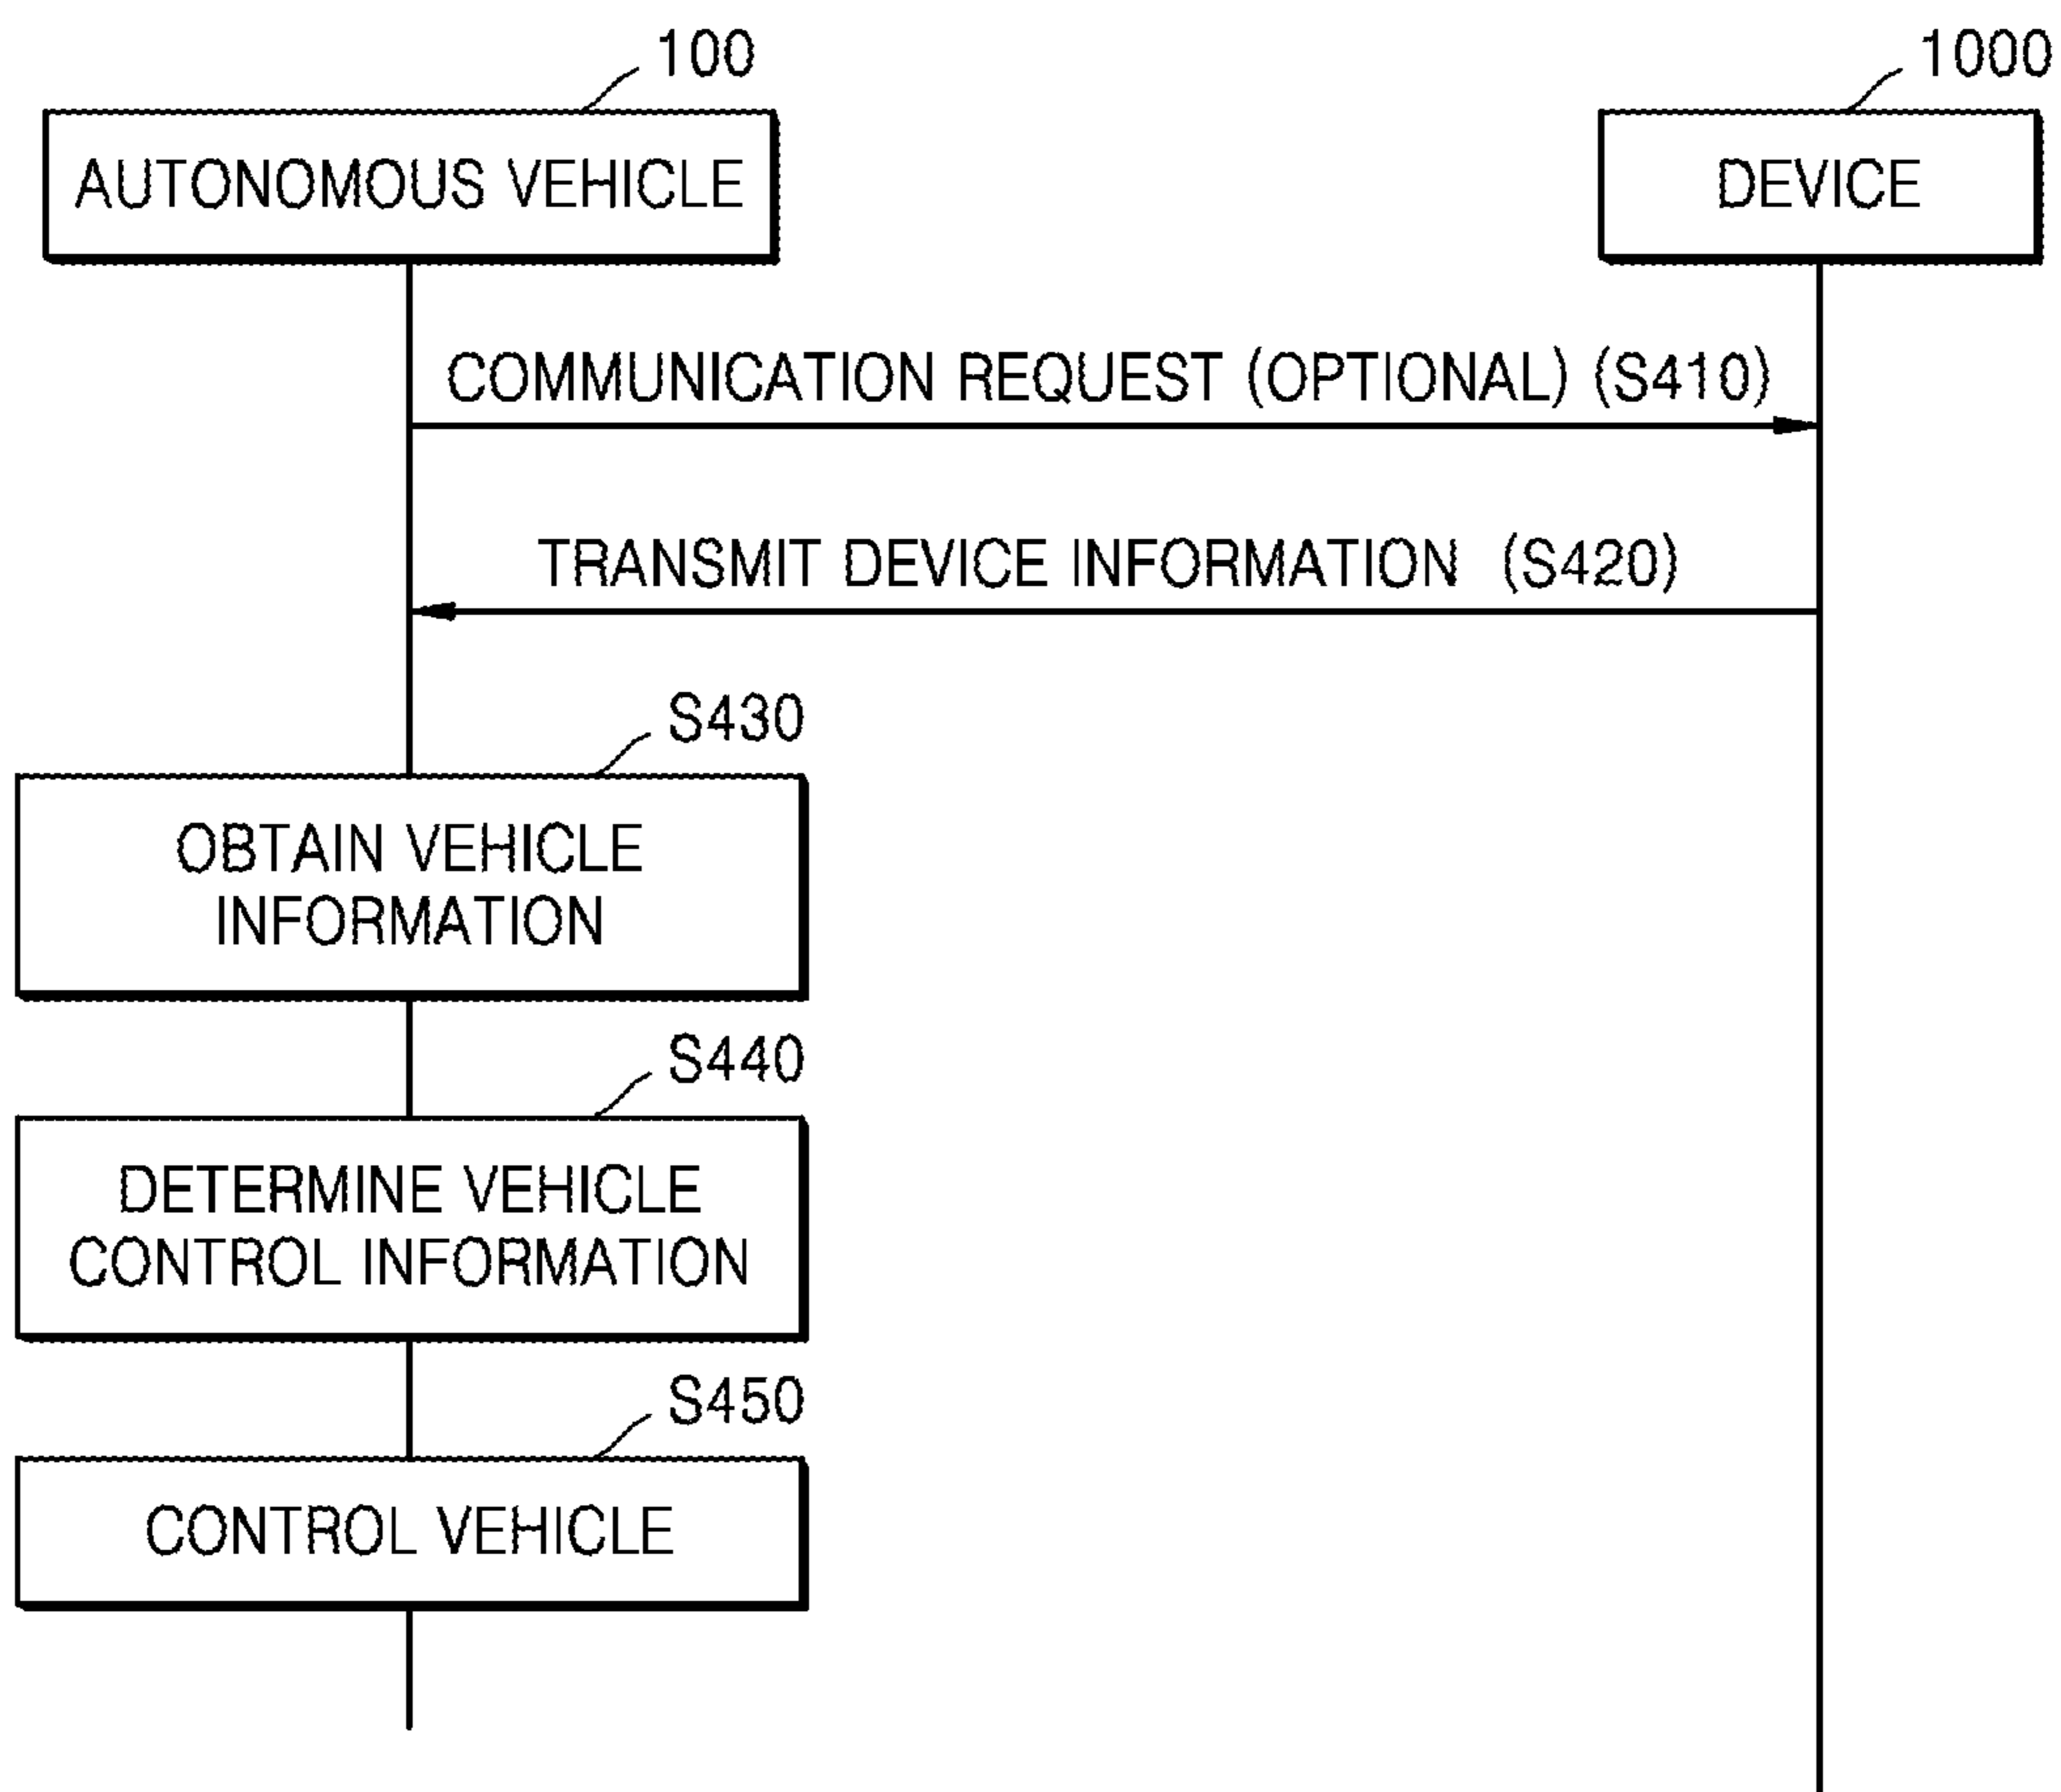 100
1000
AUTONOMOUS VEHICLE
DEVICE
COMMUNICATION REQUEST (OPTIONAL) (S410)
TRANSMIT DEVICE INFORMATION (S420)
S430
OBTAIN VEHICLE
INFORMATION
S440
DETERMINE VEHICLE
CONTROL INFORMATION
S450
CONTROL VEHICLE